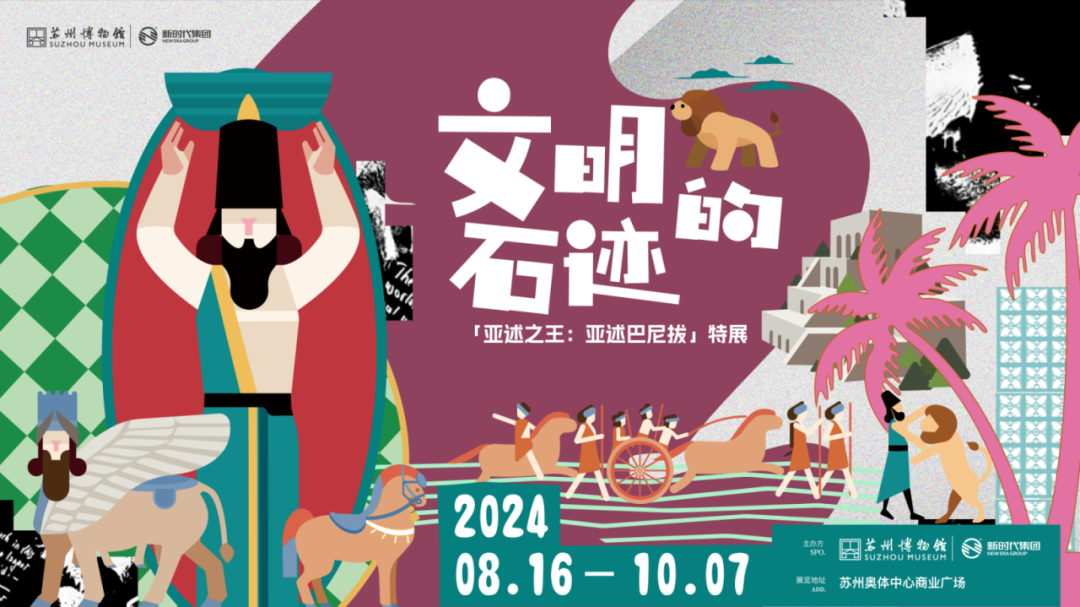 苏州博物馆
SUZHOU MUSEUM
新时代集团
NEW ERA GROUP
文明的
石迹
「亚述之王：亚述巴尼拔」特展
2024
08.16 — 10.07
主办方
SPO.
苏州博物馆
SUZHOU MUSEUM
新时代集团
NEW ERA GROUP
展览地址
ADD.
苏州奥体中心商业广场